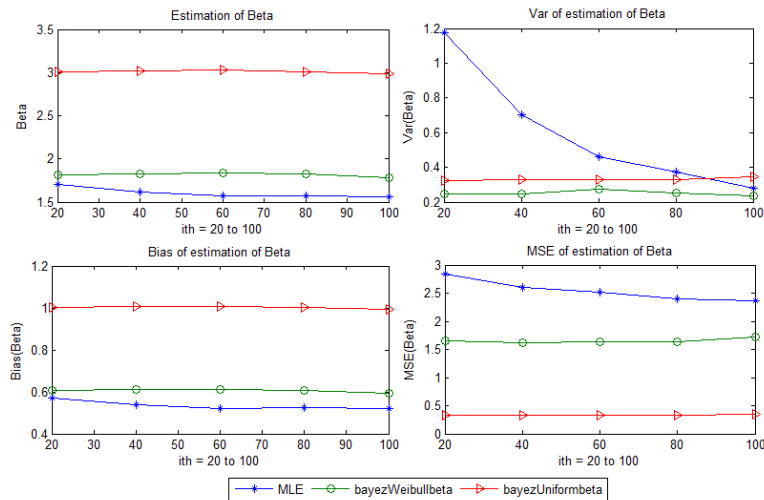 Estimation of Beta
3.5
3
2.5
2
1.5
Beta
20 30 40 50 60 70 80 90 100
ith = 20 to 100
Var of estimation of Beta
1.2
1
0.8
0.6
0.4
0.2
Var(Beta)
20 40 60 80 100
ith = 20 to 100
Bias of estimation of Beta
1.2
1
0.8
0.6
0.4
Bias(Beta)
20 30 40 50 60 70 80 90 100
ith = 20 to 100
MSE of estimation of Beta
3
2.5
2
1.5
1
0.5
0
MSE(Beta)
20 30 40 50 60 70 80 90 100
ith = 20 to 100
MLE bayezWeibullbeta bayezUniformbeta